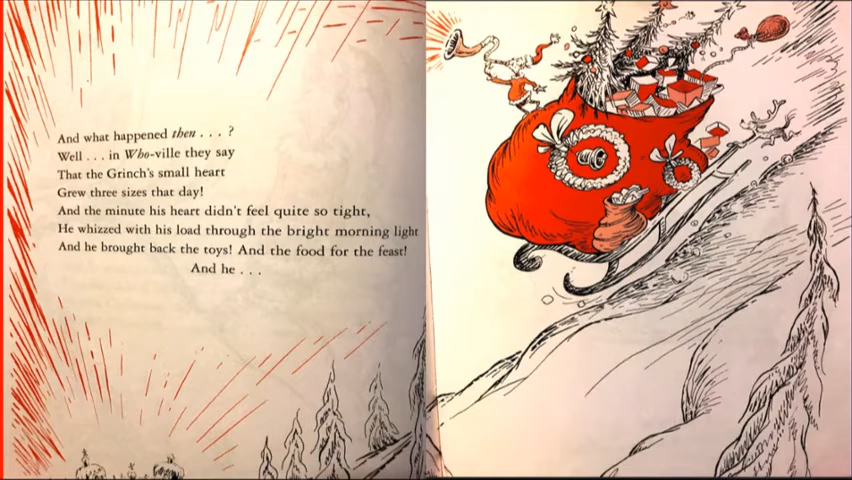 And what happened then . . . ?
Well . . . in Who-ville they say
That the Grinch's small heart
Grew three sizes that day!
And the minute his heart didn't feel quite so tight,
He whizzed with his load through the bright morning light
And he brought back the toys! And the food for the feast!
And he . . .